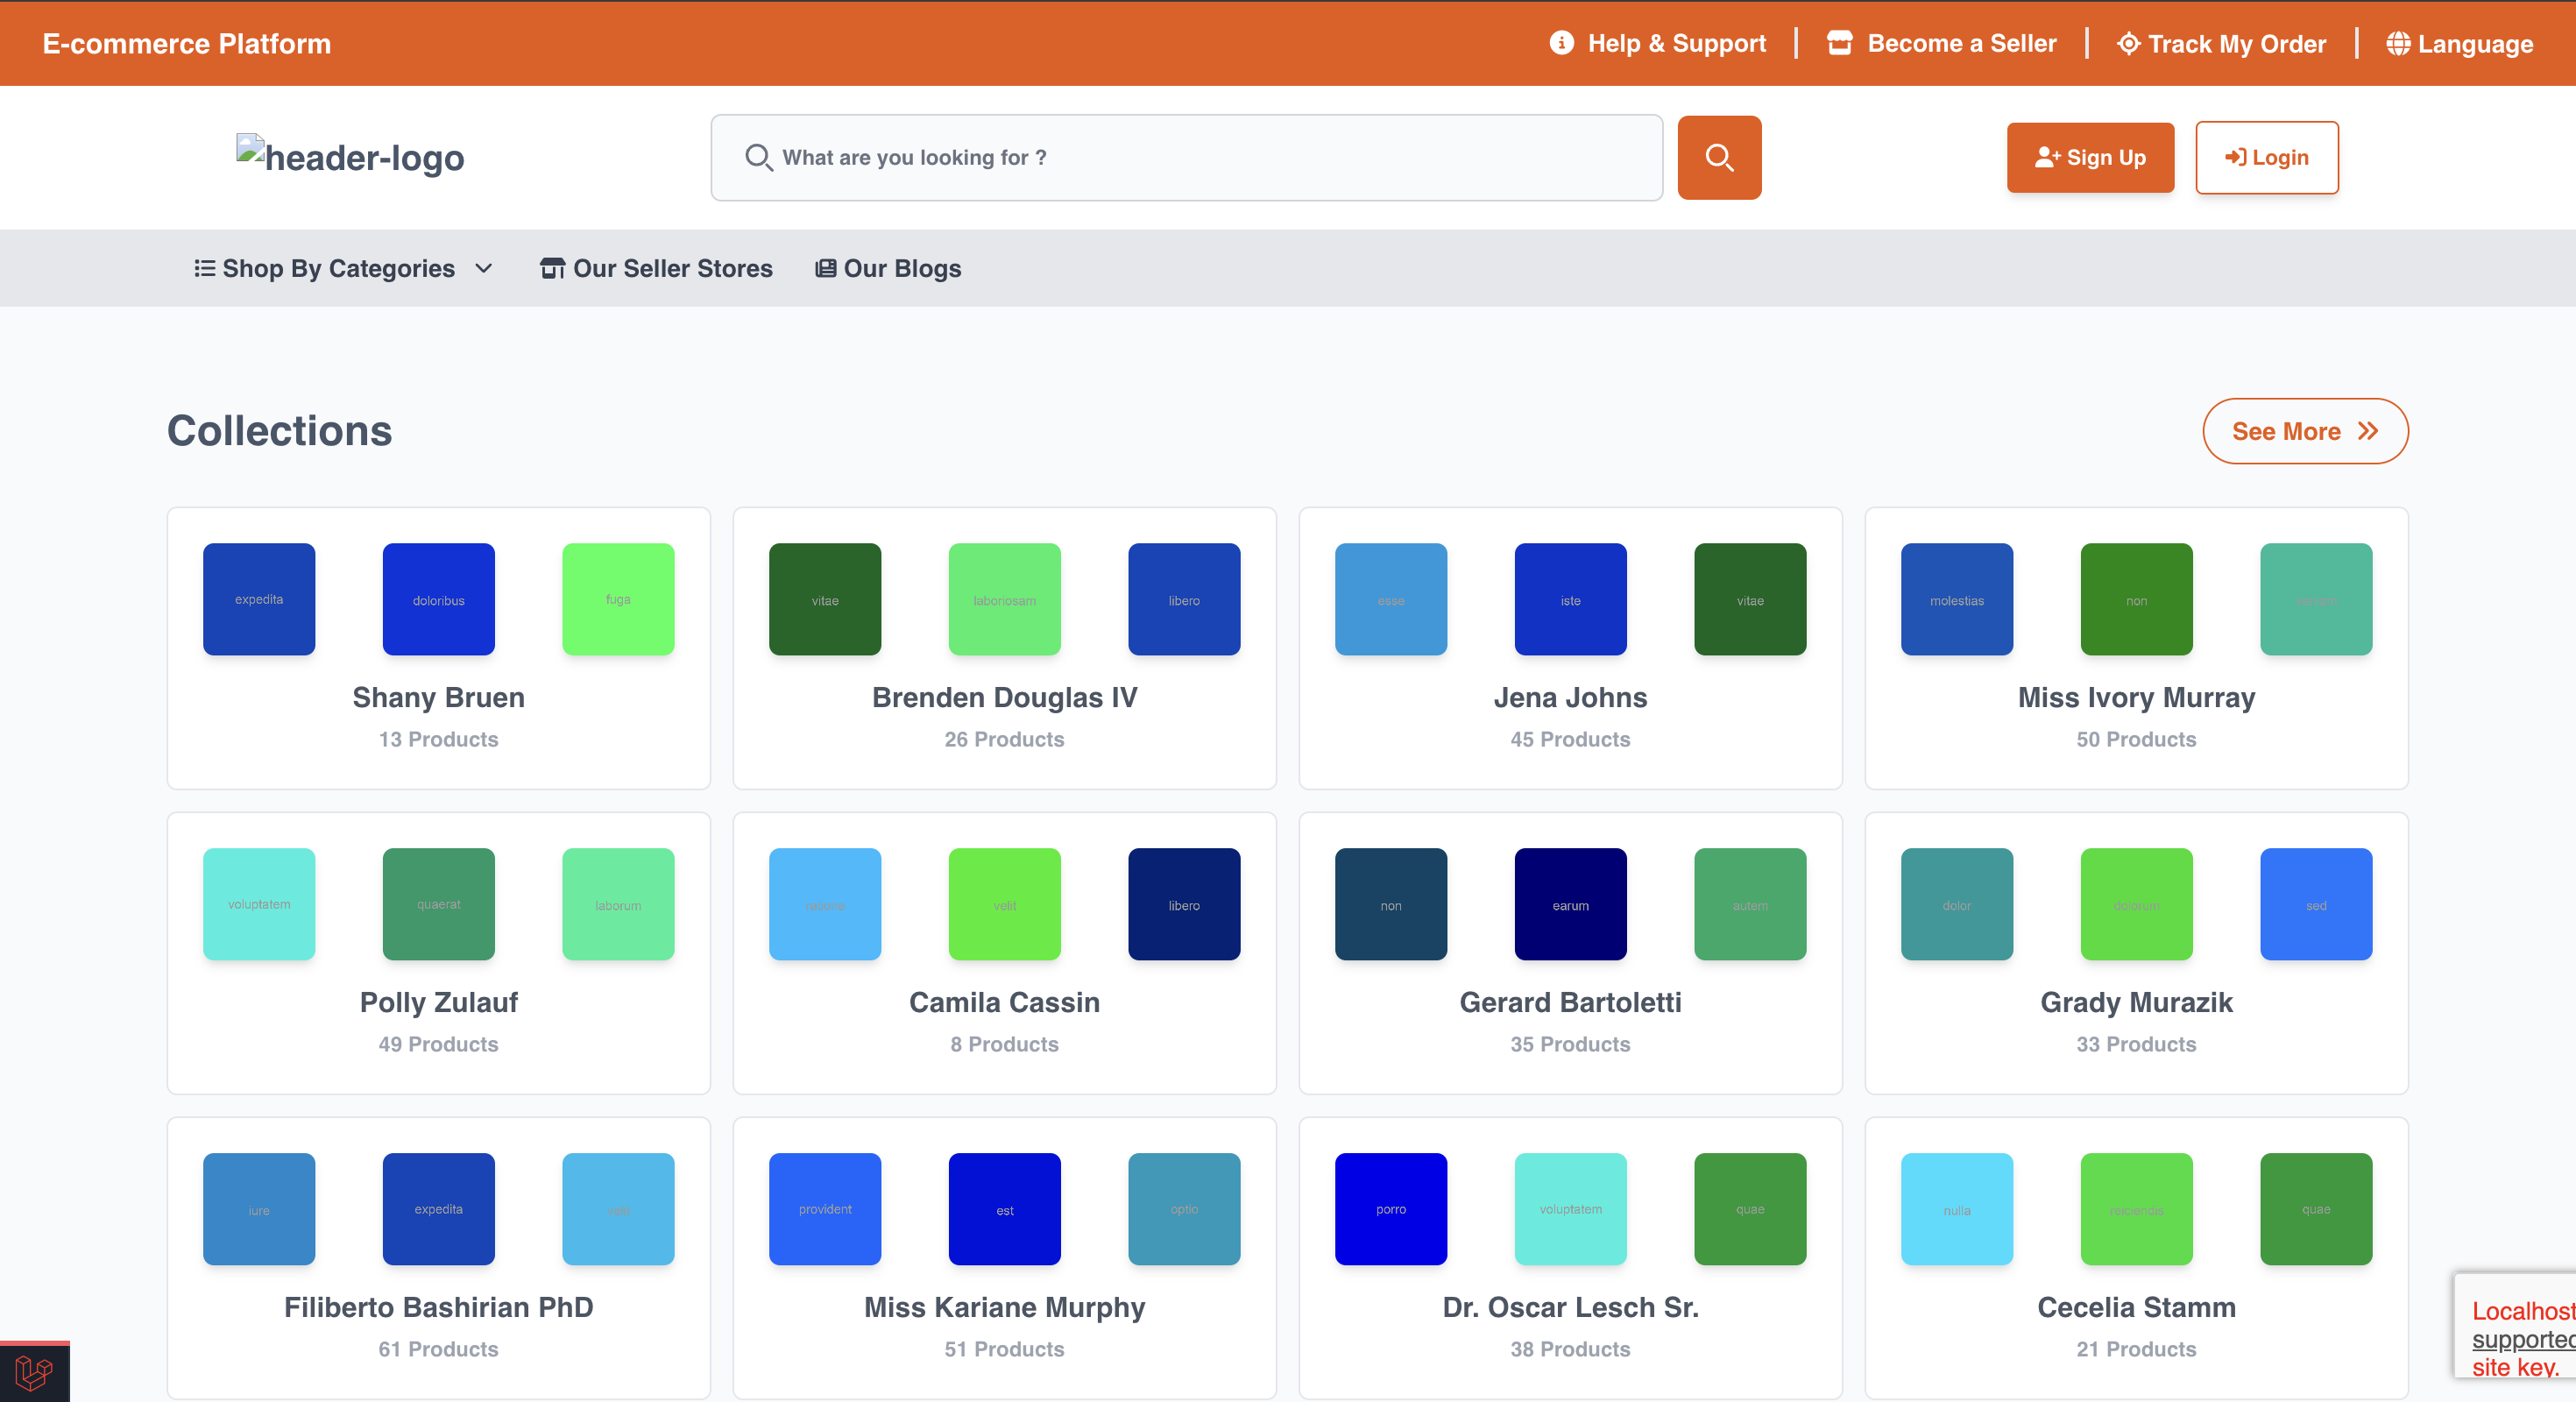 E-commerce Platform
Help & Support
Become a Seller
Track My Order
Language
header-logo
What are you looking for ?
Sign Up
Login
Shop By Categories
Our Seller Stores
Our Blogs
Collections
See More
expedita
doloribus
fuga
Shany Bruen
13 Products
vitae
laboriosam
libero
Brenden Douglas IV
26 Products
esse
iste
vitae
Jena Johns
45 Products
molestias
non
Miss Ivory Murray
50 Products
voluptatem
quaerat
laborum
Polly Zulauf
49 Products
ratione
velit
libero
Camila Cassin
8 Products
non
earum
autem
Gerard Bartoletti
35 Products
dolor
dolorum
sed
Grady Murazik
33 Products
iure
expedita
Filiberto Bashirian PhD
61 Products
provident
est
optio
Miss Kariane Murphy
51 Products
porro
voluptatem
quae
Dr. Oscar Lesch Sr.
38 Products
nulla
reiciendis
quae
Cecelia Stamm
21 Products
Localhost
supported
site key.